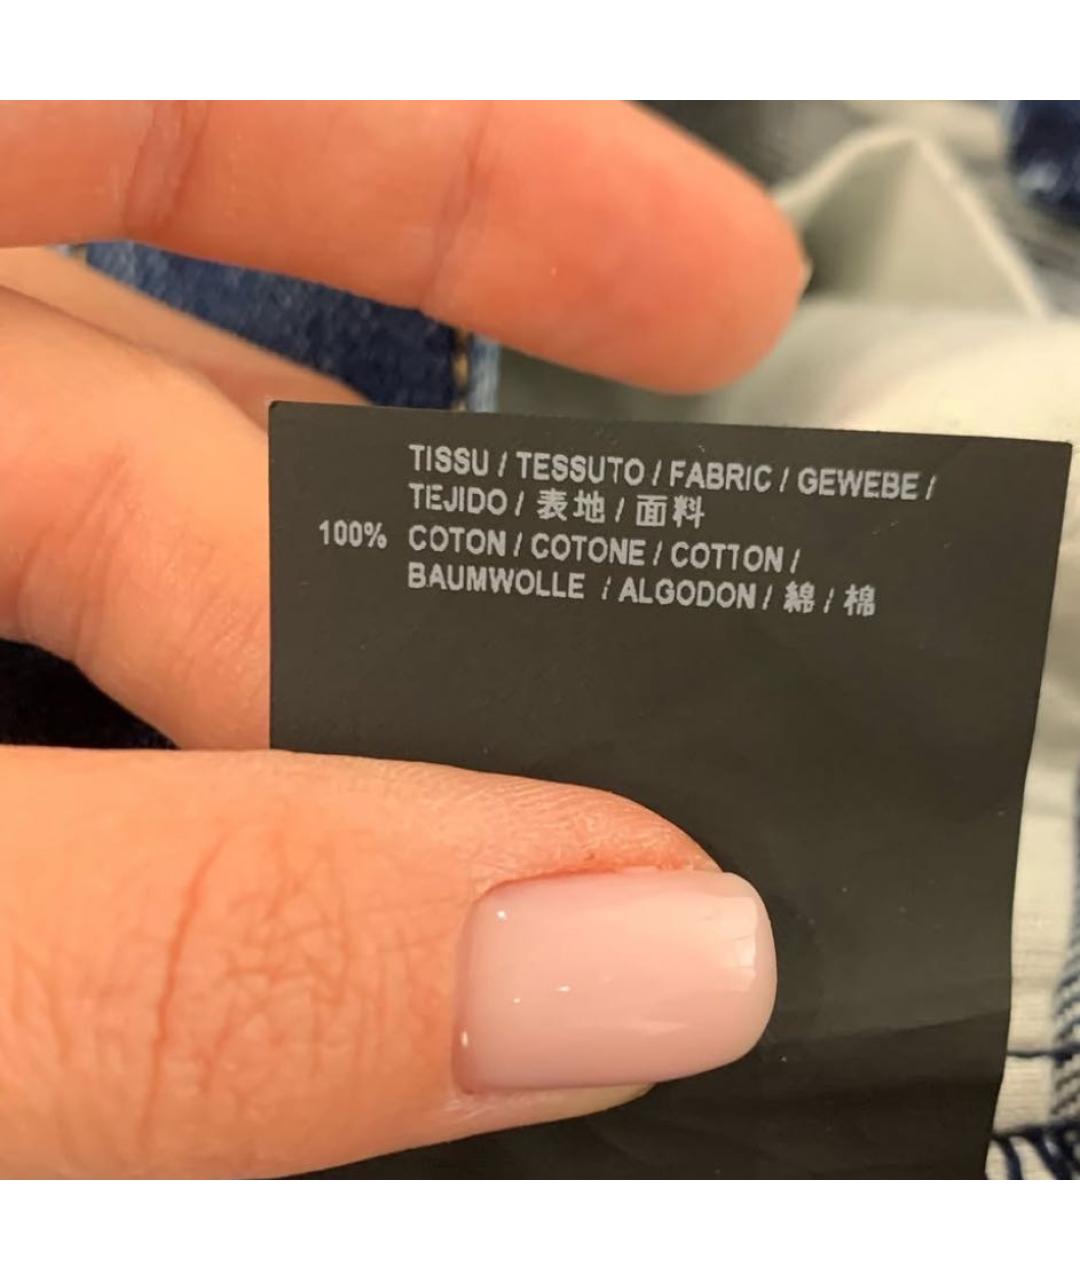 TISSU / TESSUTO / FABRIC / GEWEBE /
TEJIDO / 表地 / 面料
100% COTON / COTONE / COTTON /
BAUMWOLLE / ALGODON / 綿 / 棉